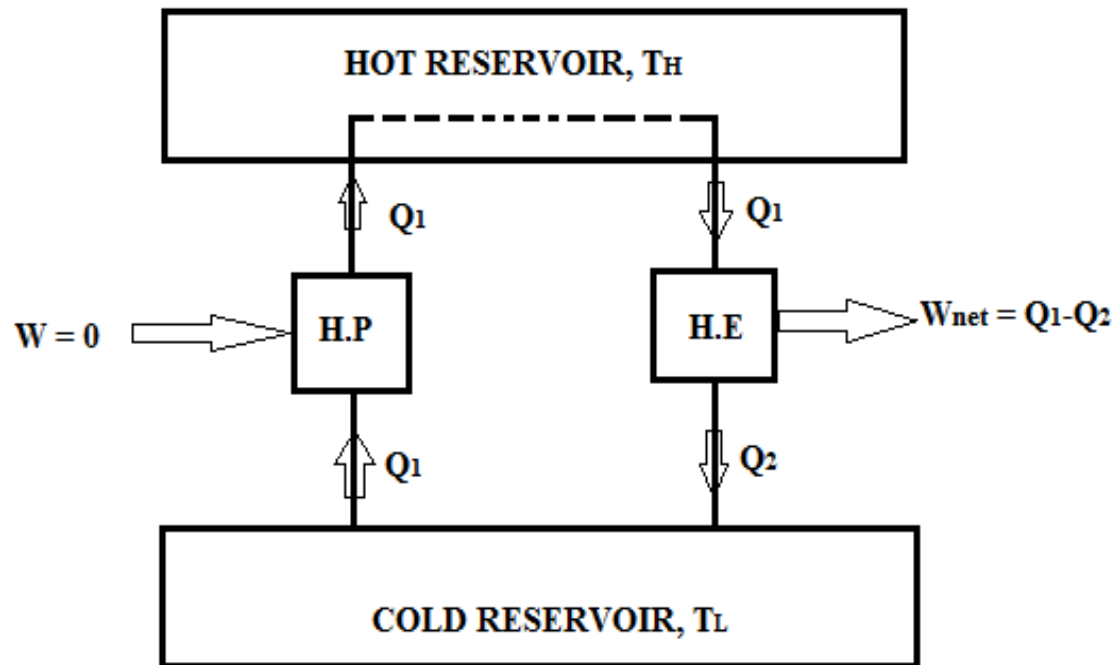 HOT RESERVOIR, TH
Q1
Q1
W = 0
H.P
H.E
Wnet = Q1-Q2
Q1
Q2
COLD RESERVOIR, TL